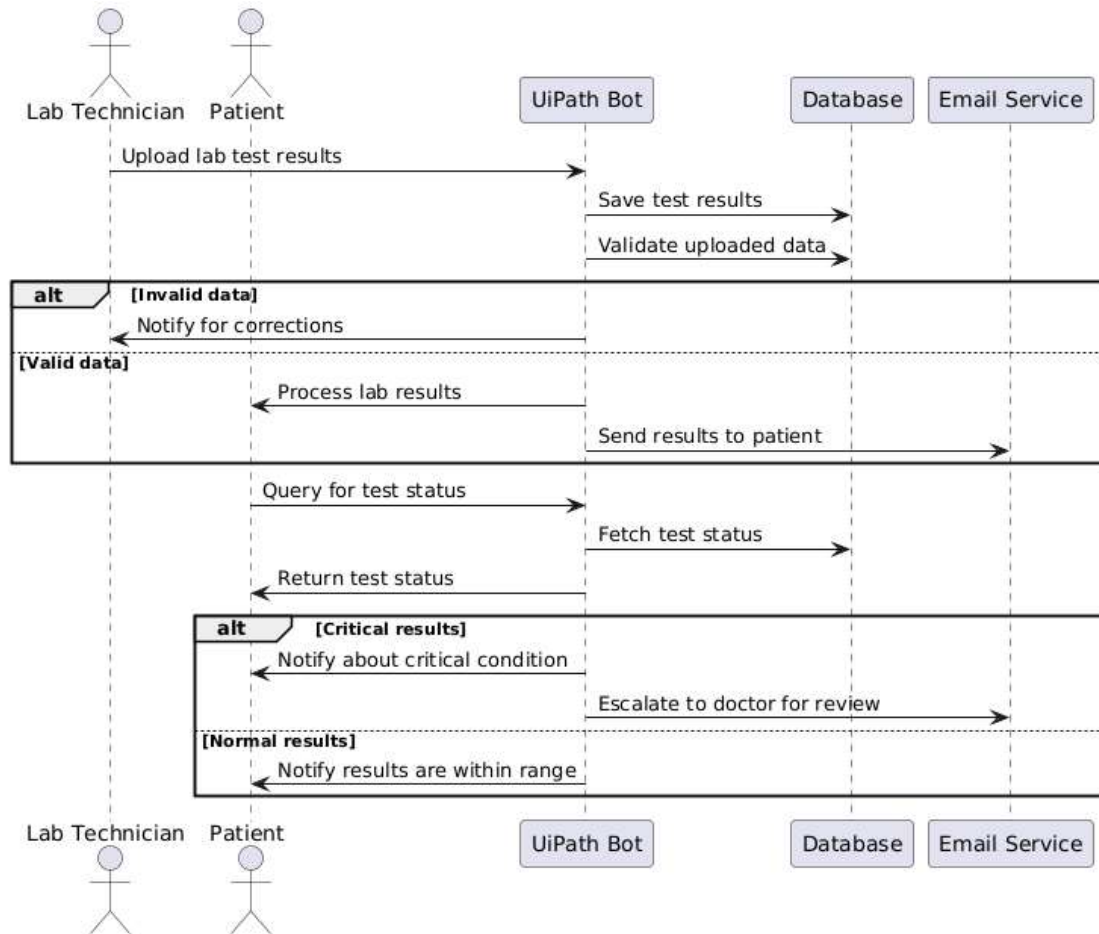 Lab Technician Patient UiPath Bot Database Email Service
Upload lab test results
Save test results
Validate uploaded data
alt [Invalid data]
Notify for corrections
[Valid data]
Process lab results
Send results to patient
Query for test status
Fetch test status
Return test status
alt [Critical results]
Notify about critical condition
Escalate to doctor for review
[Normal results]
Notify results are within range
Lab Technician Patient UiPath Bot Database Email Service